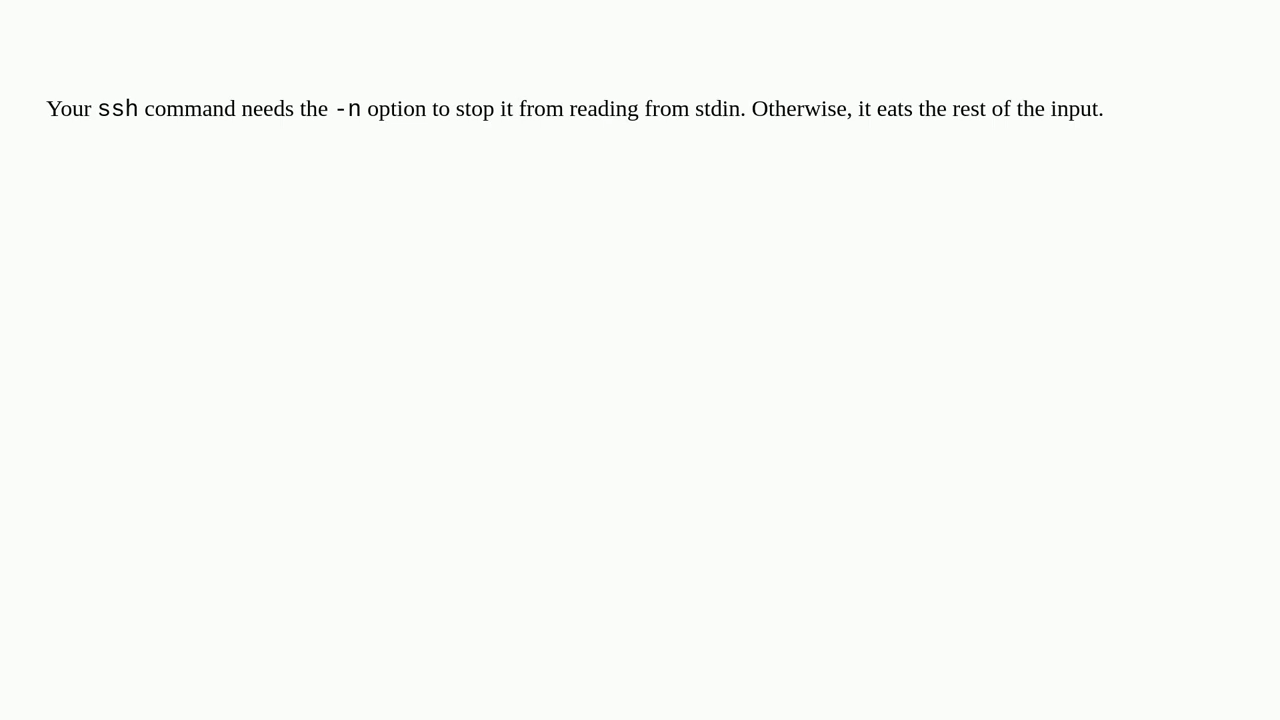 Your ssh command needs the -n option to stop it from reading from stdin. Otherwise, it eats the rest of the input.